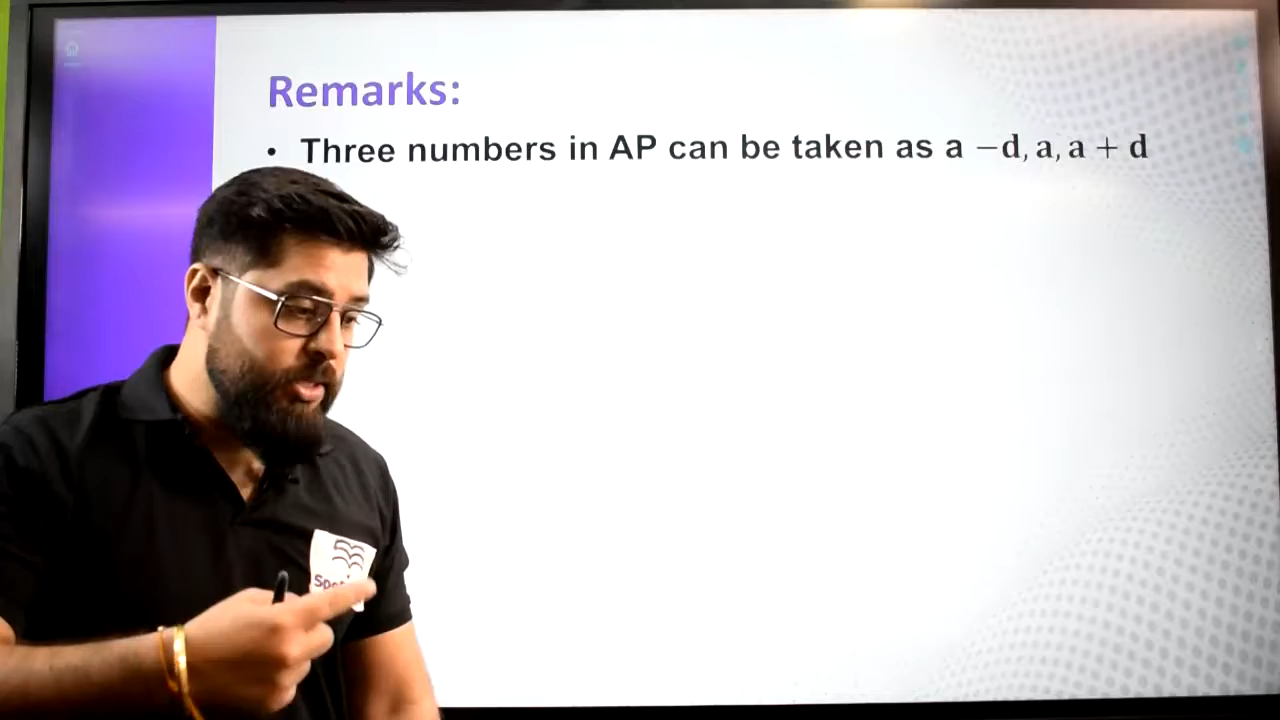 Remarks:
• Three numbers in AP can be taken as a −d, a, a + d